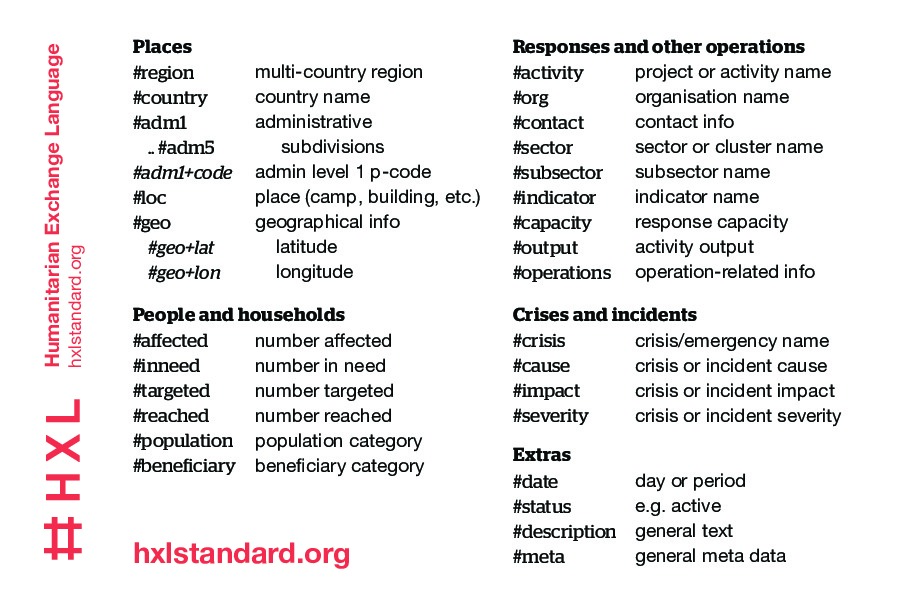 #HXL
Humanitarian Exchange Language
hxlstandard.org
Places
#region multi-country region
#country country name
#adm1 administrative
.. #adm5 subdivisions
#adm1+code admin level 1 p-code
#loc place (camp, building, etc.)
#geo geographical info
#geo+lat latitude
#geo+lon longitude
People and households
#affected number affected
#inneed number in need
#targeted number targeted
#reached number reached
#population population category
#beneficiary beneficiary category
hxlstandard.org
Responses and other operations
#activity project or activity name
#org organisation name
#contact contact info
#sector sector or cluster name
#subsector subsector name
#indicator indicator name
#capacity response capacity
#output activity output
#operations operation-related info
Crises and incidents
#crisis crisis/emergency name
#cause crisis or incident cause
#impact crisis or incident impact
#severity crisis or incident severity
Extras
#date day or period
#status e.g. active
#description general text
#meta general meta data